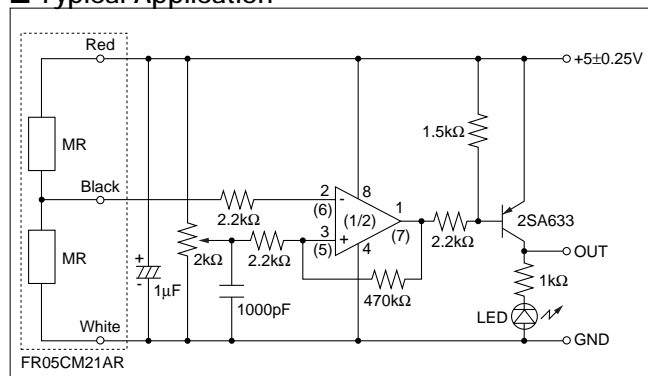 ■ Typical Application
Red
+5±0.25V
MR
1.5kΩ
Black
2
8
1
(6)
-
2.2kΩ
(1/2)
(7)
2SA633
3
+
(5)
4
2.2kΩ
OUT
MR
2kΩ
2.2kΩ
+
-
1μF
1000pF
470kΩ
1kΩ
LED
White
GND
FR05CM21AR